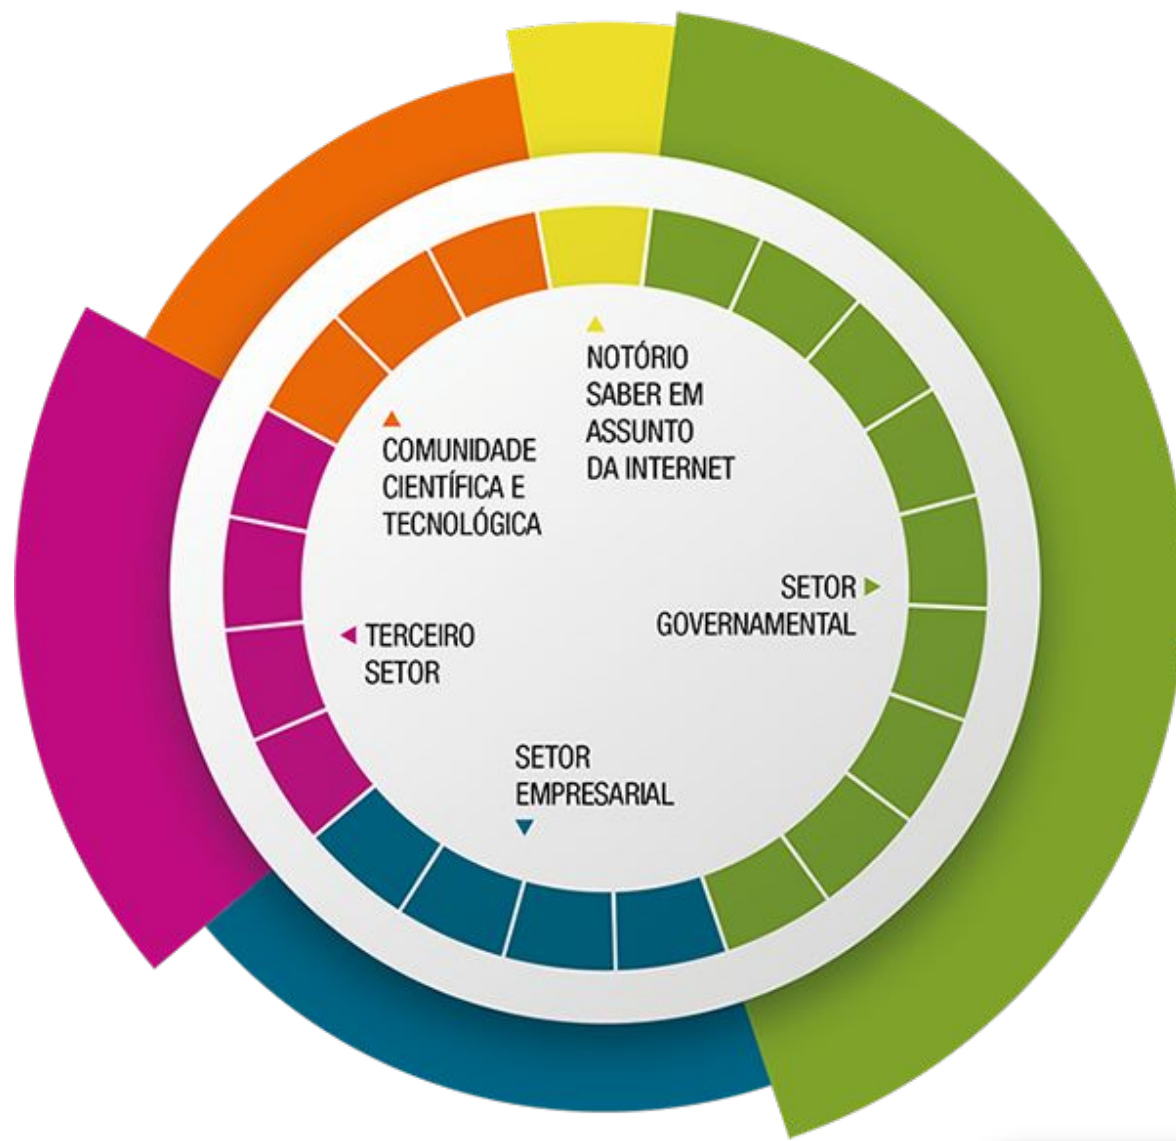 NOTÓRIO
SABER EM
ASSUNTO
DA INTERNET
COMUNIDADE
CIENTÍFICA E
TECNOLÓGICA
SETOR
GOVERNAMENTAL
TERCEIRO
SETOR
SETOR
EMPRESARIAL